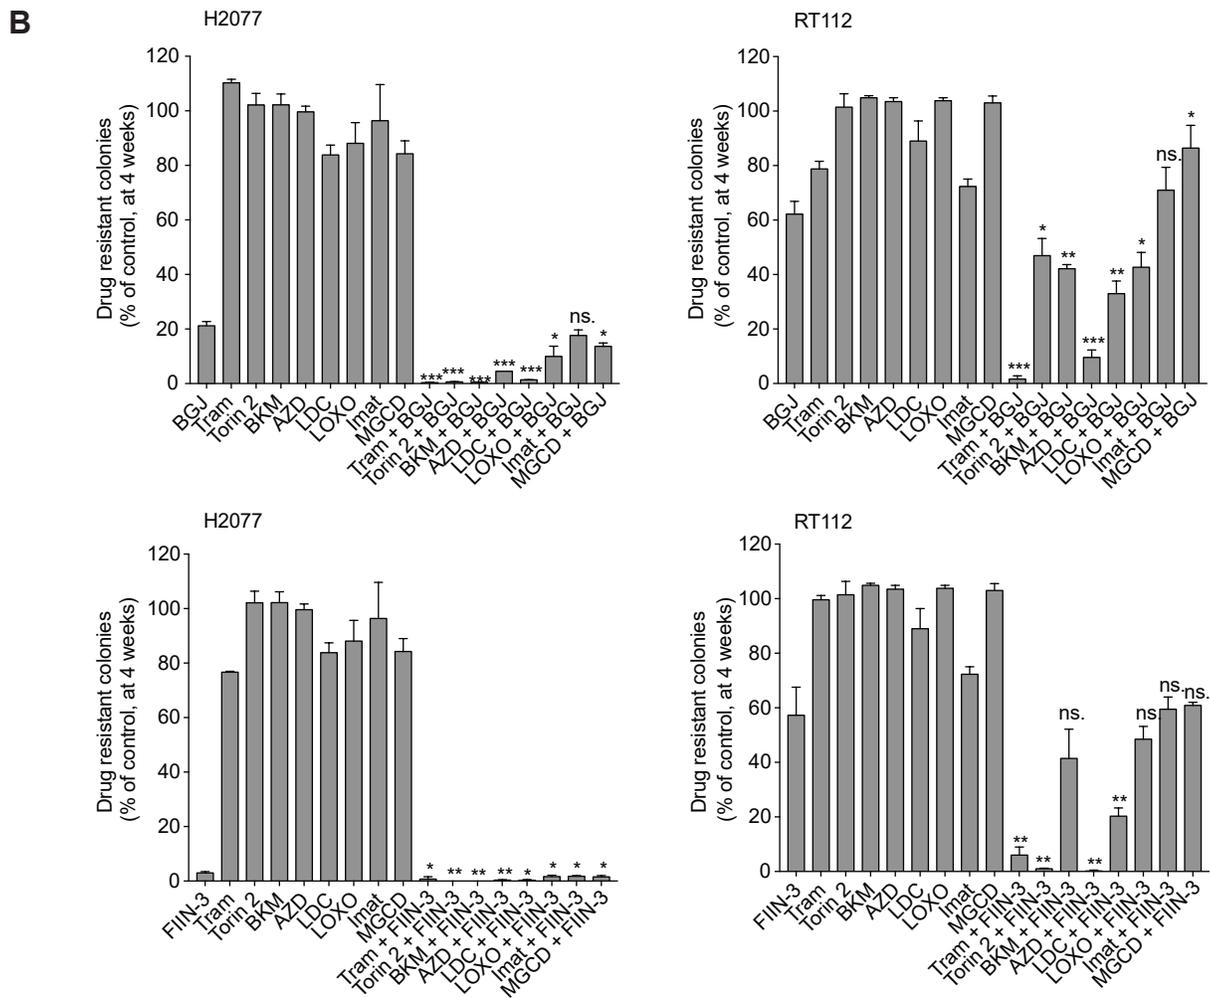 B
H2077
Drug resistant colonies
(% of control, at 4 weeks)
120
100
80
60
40
20
0
*** *** *** *** *** * ns. *
BGJ Tram Torin 2 BKM AZD LDC LOXO Imat MGCD Tram + BGJ Torin 2 + BGJ BKM + BGJ AZD + BGJ LDC + BGJ LOXO + BGJ Imat + BGJ MGCD + BGJ
RT112
Drug resistant colonies
(% of control, at 4 weeks)
120
100
80
60
40
20
0
*** * ** *** ** * ns. *
BGJ Tram Torin 2 BKM AZD LDC LOXO Imat MGCD Tram + BGJ Torin 2 + BGJ BKM + BGJ AZD + BGJ LDC + BGJ LOXO + BGJ Imat + BGJ MGCD + BGJ
H2077
Drug resistant colonies
(% of control, at 4 weeks)
120
100
80
60
40
20
0
* ** ** ** * * * *
FIIN-3 Tram Torin 2 BKM AZD LDC LOXO Imat MGCD Tram + FIIN-3 Torin 2 + FIIN-3 BKM + FIIN-3 AZD + FIIN-3 LDC + FIIN-3 LOXO + FIIN-3 Imat + FIIN-3 MGCD + FIIN-3
RT112
Drug resistant colonies
(% of control, at 4 weeks)
120
100
80
60
40
20
0
** ** ns. ** ** ns. ns. ns.
FIIN-3 Tram Torin 2 BKM AZD LDC LOXO Imat MGCD Tram + FIIN-3 Torin 2 + FIIN-3 BKM + FIIN-3 AZD + FIIN-3 LDC + FIIN-3 LOXO + FIIN-3 Imat + FIIN-3 MGCD + FIIN-3